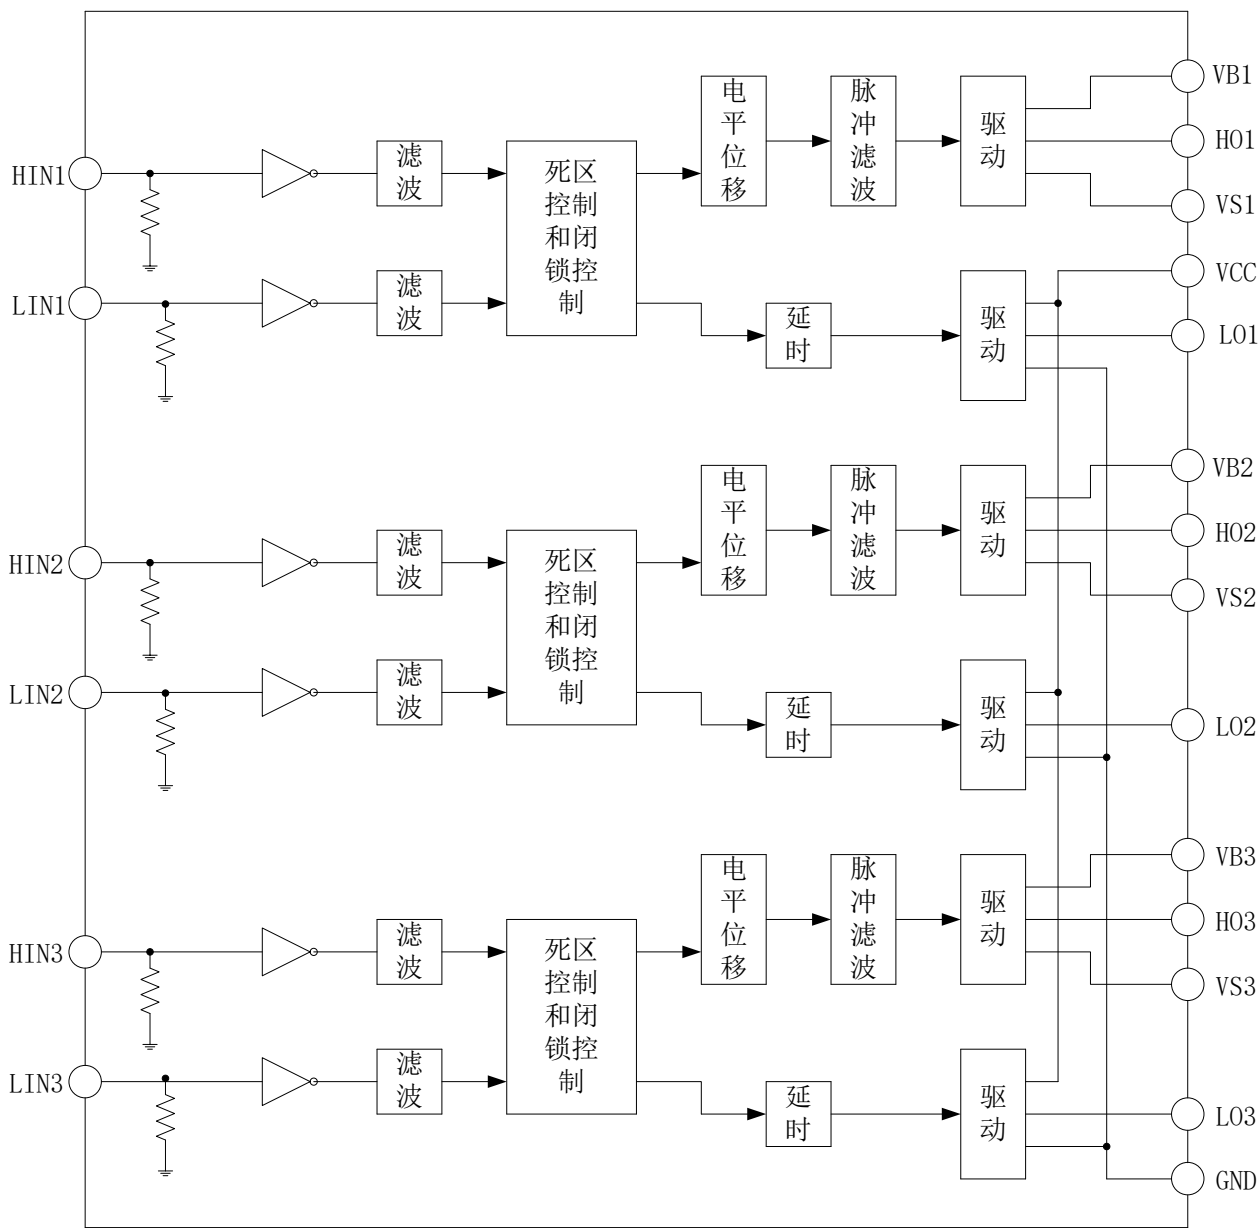 HIN1
LIN1
滤
波
滤
波
死区
控制
和闭
锁控
制
电
平
位
移
脉
冲
滤
波
驱
动
延
时
驱
动
VB1
HO1
VS1
VCC
LO1
HIN2
LIN2
滤
波
滤
波
死区
控制
和闭
锁控
制
电
平
位
移
脉
冲
滤
波
驱
动
延
时
驱
动
VB2
HO2
VS2
LO2
HIN3
LIN3
滤
波
滤
波
死区
控制
和闭
锁控
制
电
平
位
移
脉
冲
滤
波
驱
动
延
时
驱
动
VB3
HO3
VS3
LO3
GND